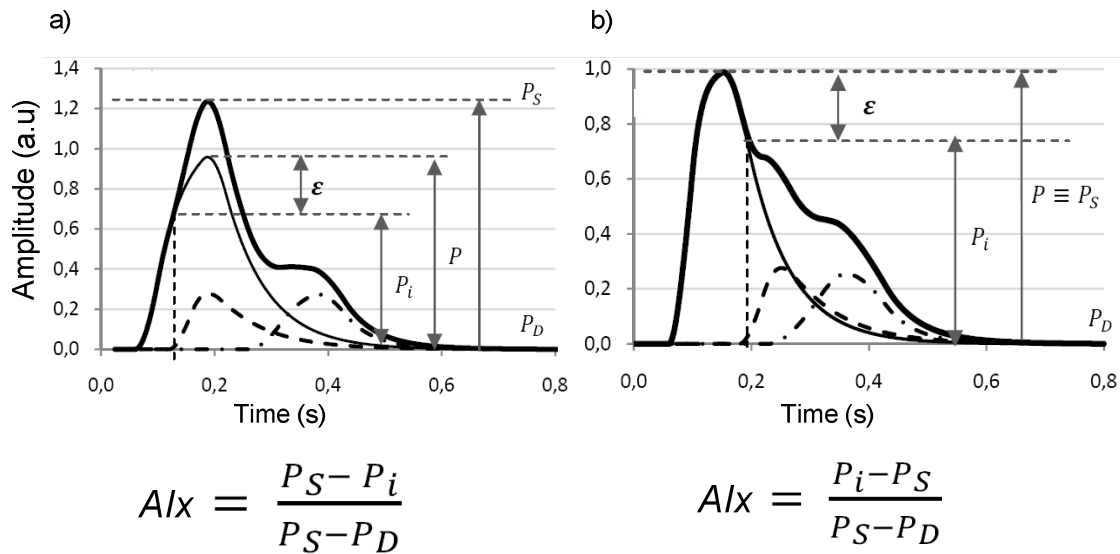 a)
1,4
P_S
1,2
1,0
0,8
ε
0,6
P
0,4
P_i
0,2
P_D
0,0
0,0 0,2 0,4 0,6 0,8
Amplitude (a.u)
Time (s)
AIx = (P_S − P_i) / (P_S − P_D)
b)
1,0
ε
0,8
0,6
P ≡ P_S
0,4
P_i
0,2
P_D
0,0
0,0 0,2 0,4 0,6 0,8
Time (s)
AIx = (P_i − P_S) / (P_S − P_D)